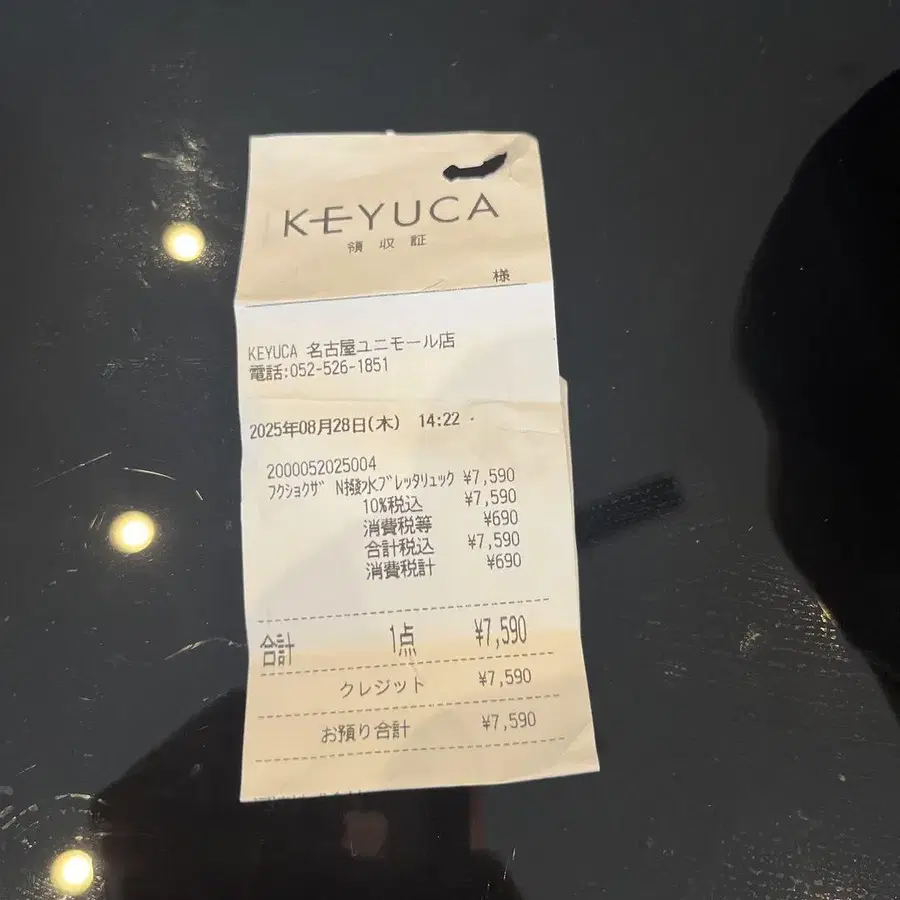 KEYUCA
領 収 証
様
KEYUCA 名古屋ユニモール店
電話:052-526-1851
2025年08月28日(木) 14:22
2000052025004
フクショクザ N撥水プレッタリュック ¥7,590
10%税込 ¥7,590
消費税等 ¥690
合計税込 ¥7,590
消費税計 ¥690
合計 1点 ¥7,590
クレジット ¥7,590
お預り合計 ¥7,590